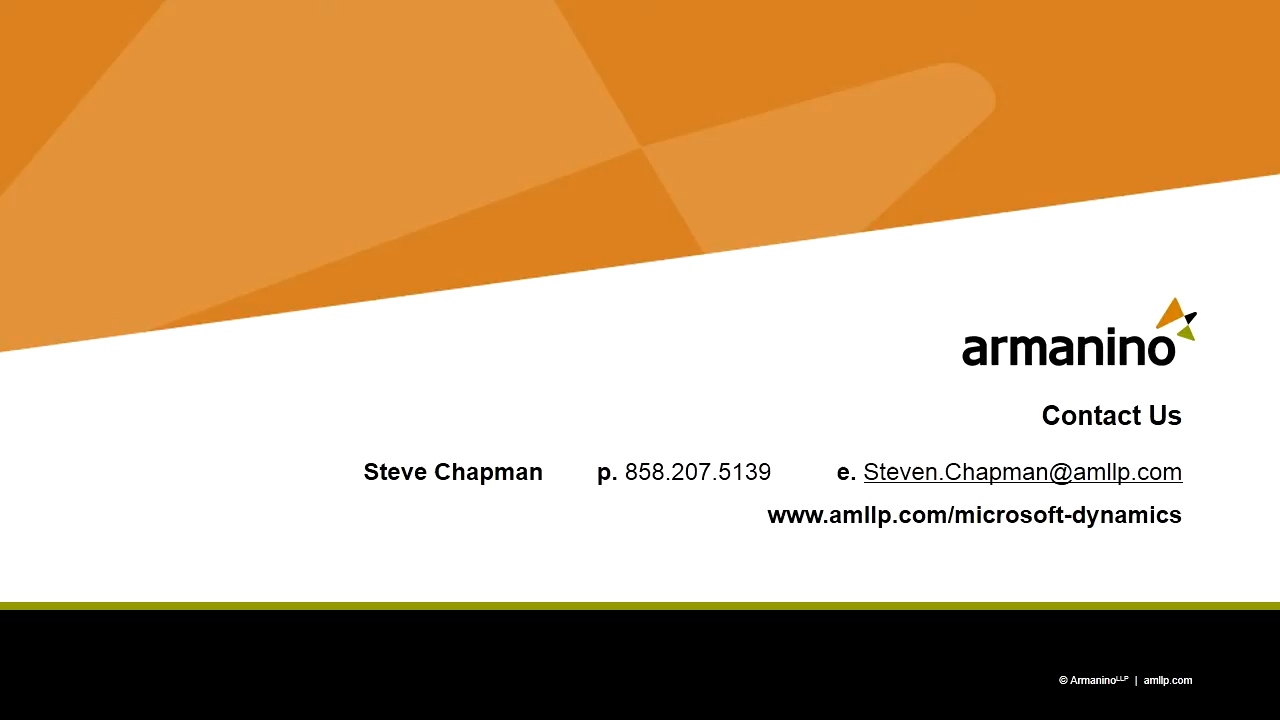 armanino
Contact Us
Steve Chapman p. 858.207.5139 e. Steven.Chapman@amllp.com
www.amllp.com/microsoft-dynamics
© ArmaninoLLP | amllp.com